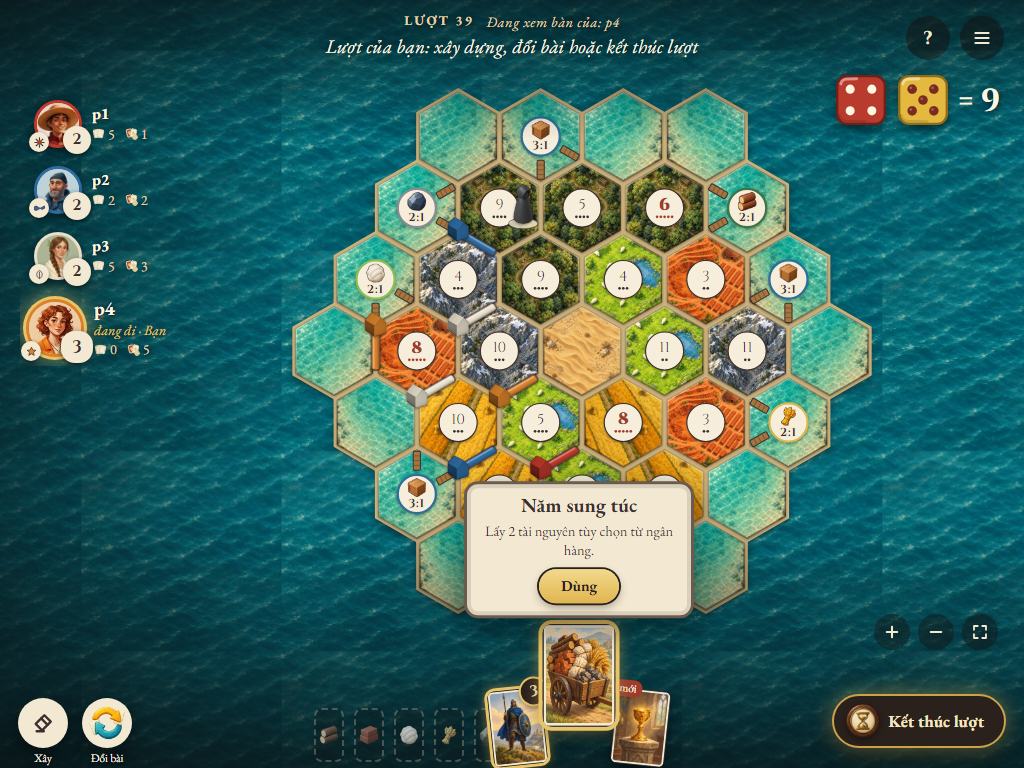 LƯỢT 39 Đang xem bàn của: p4
Lượt của bạn: xây dựng, đổi bài hoặc kết thúc lượt
?
= 9
p1
2
5 1
p2
2
2 2
p3
2
5 3
p4
đang đi · Bạn
3
0 5
3:1
2:1
9
5
6
2:1
2:1
4
9
4
3
3:1
8
10
11
11
10
5
8
3
2:1
3:1
Năm sung túc
Lấy 2 tài nguyên tùy chọn từ ngân
hàng.
Dùng
3
mới
Xây
Đổi bài
Kết thúc lượt